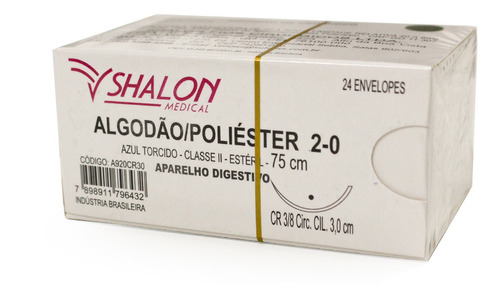 SHALON
MEDICAL
24 ENVELOPES
ALGODÃO/POLIÉSTER 2-0
AZUL TORCIDO - CLASSE II - ESTÉRIL - 75 cm
CÓDIGO: A920CR30
APARELHO DIGESTIVO
7 898911 796432
INDÚSTRIA BRASILEIRA
CR 3/8 Circ. CIL. 3,0 cm